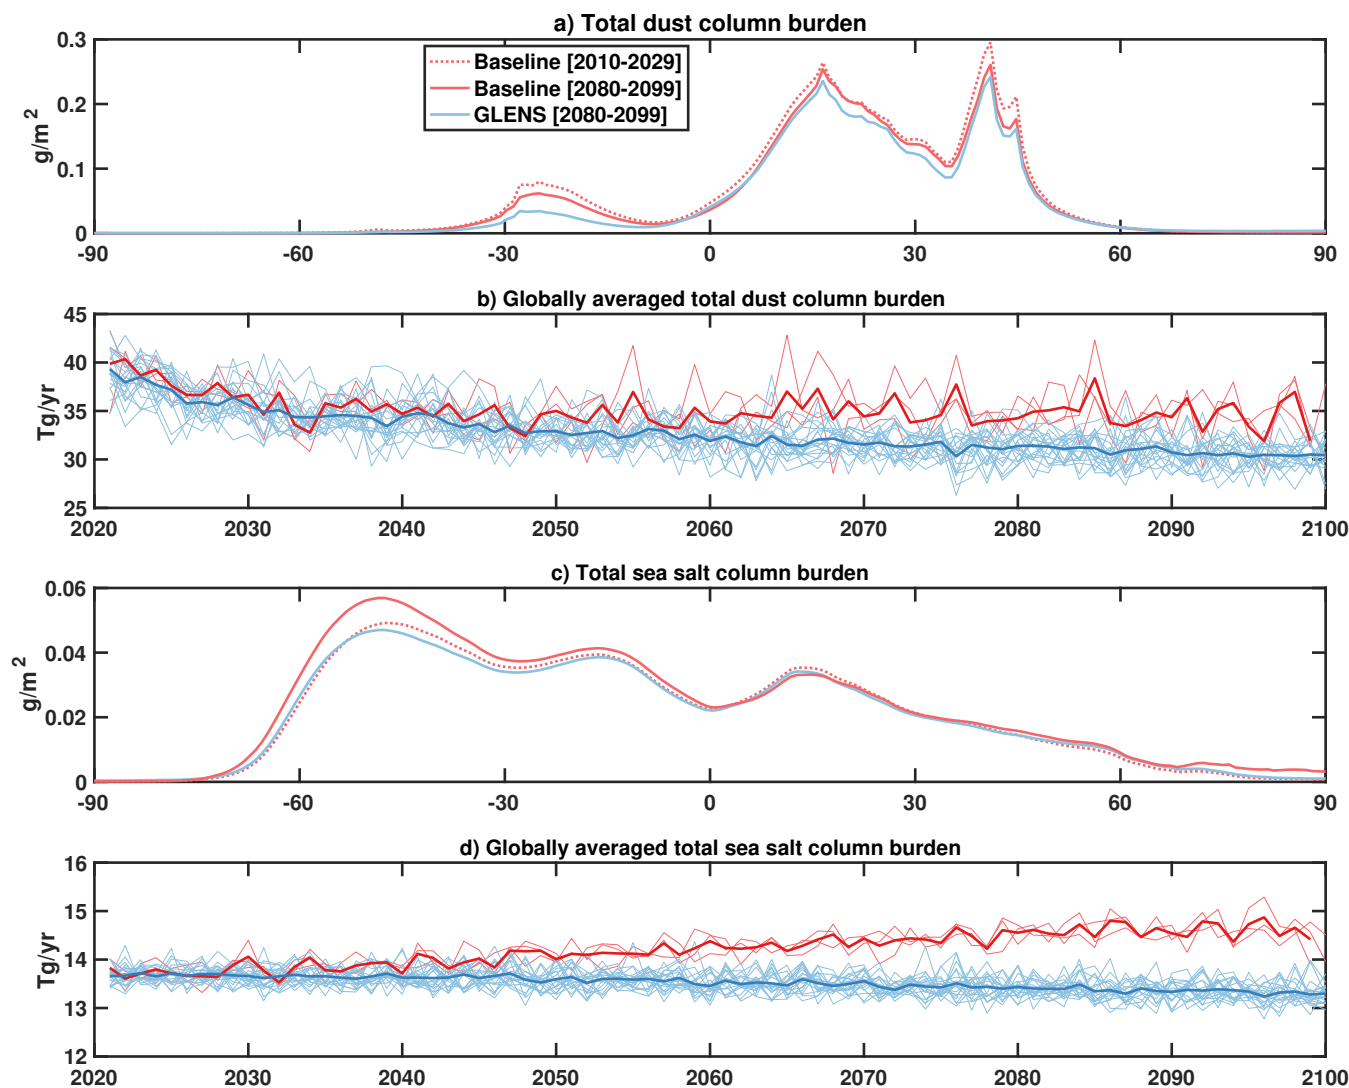 a) Total dust column burden
0.3
0.2
0.1
0
g/m 2
Baseline [2010-2029]
Baseline [2080-2099]
GLENS [2080-2099]
-90 -60 -30 0 30 60 90
b) Globally averaged total dust column burden
45
40
35
30
25
Tg/yr
2020 2030 2040 2050 2060 2070 2080 2090 2100
c) Total sea salt column burden
0.06
0.04
0.02
0
g/m 2
-90 -60 -30 0 30 60 90
d) Globally averaged total sea salt column burden
16
15
14
13
12
Tg/yr
2020 2030 2040 2050 2060 2070 2080 2090 2100